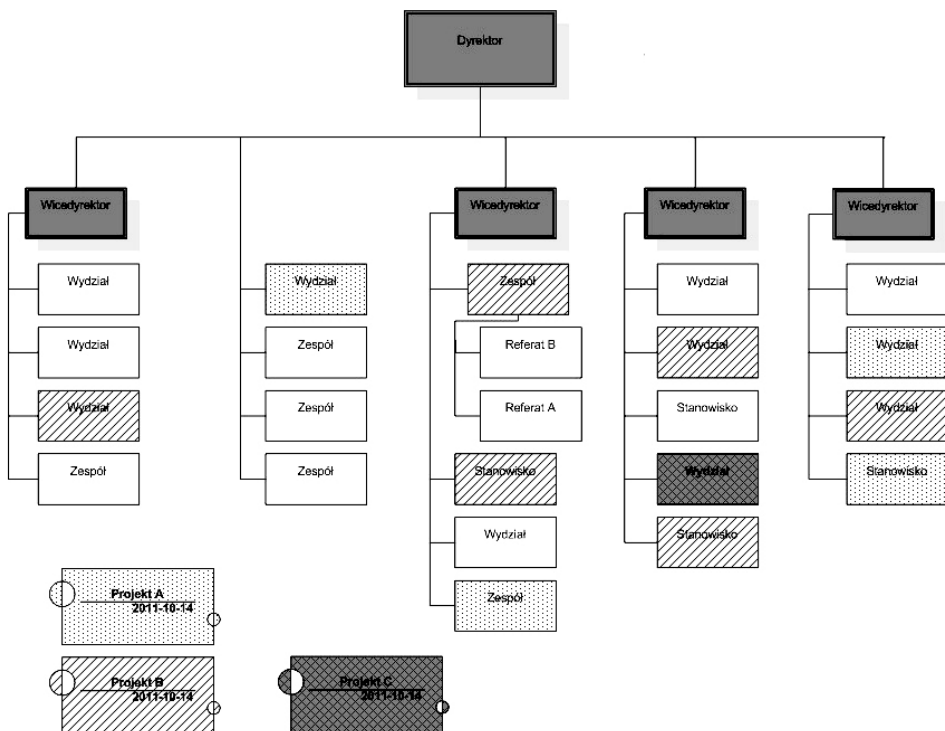 Dyrektor
Wicedyrektor
Wicedyrektor
Wicedyrektor
Wicedyrektor
Wydział
Wydział
Zespół
Wydział
Wydział
Wydział
Zespół
Referat B
Wydział
Wydział
Wydział
Zespół
Referat A
Stanowisko
Wydział
Zespół
Zespół
Stanowisko
Wydział
Stanowisko
Wydział
Stanowisko
Zespół
Projekt A
2011-10-14
Projekt B
2011-10-14
Projekt C
2011-10-14